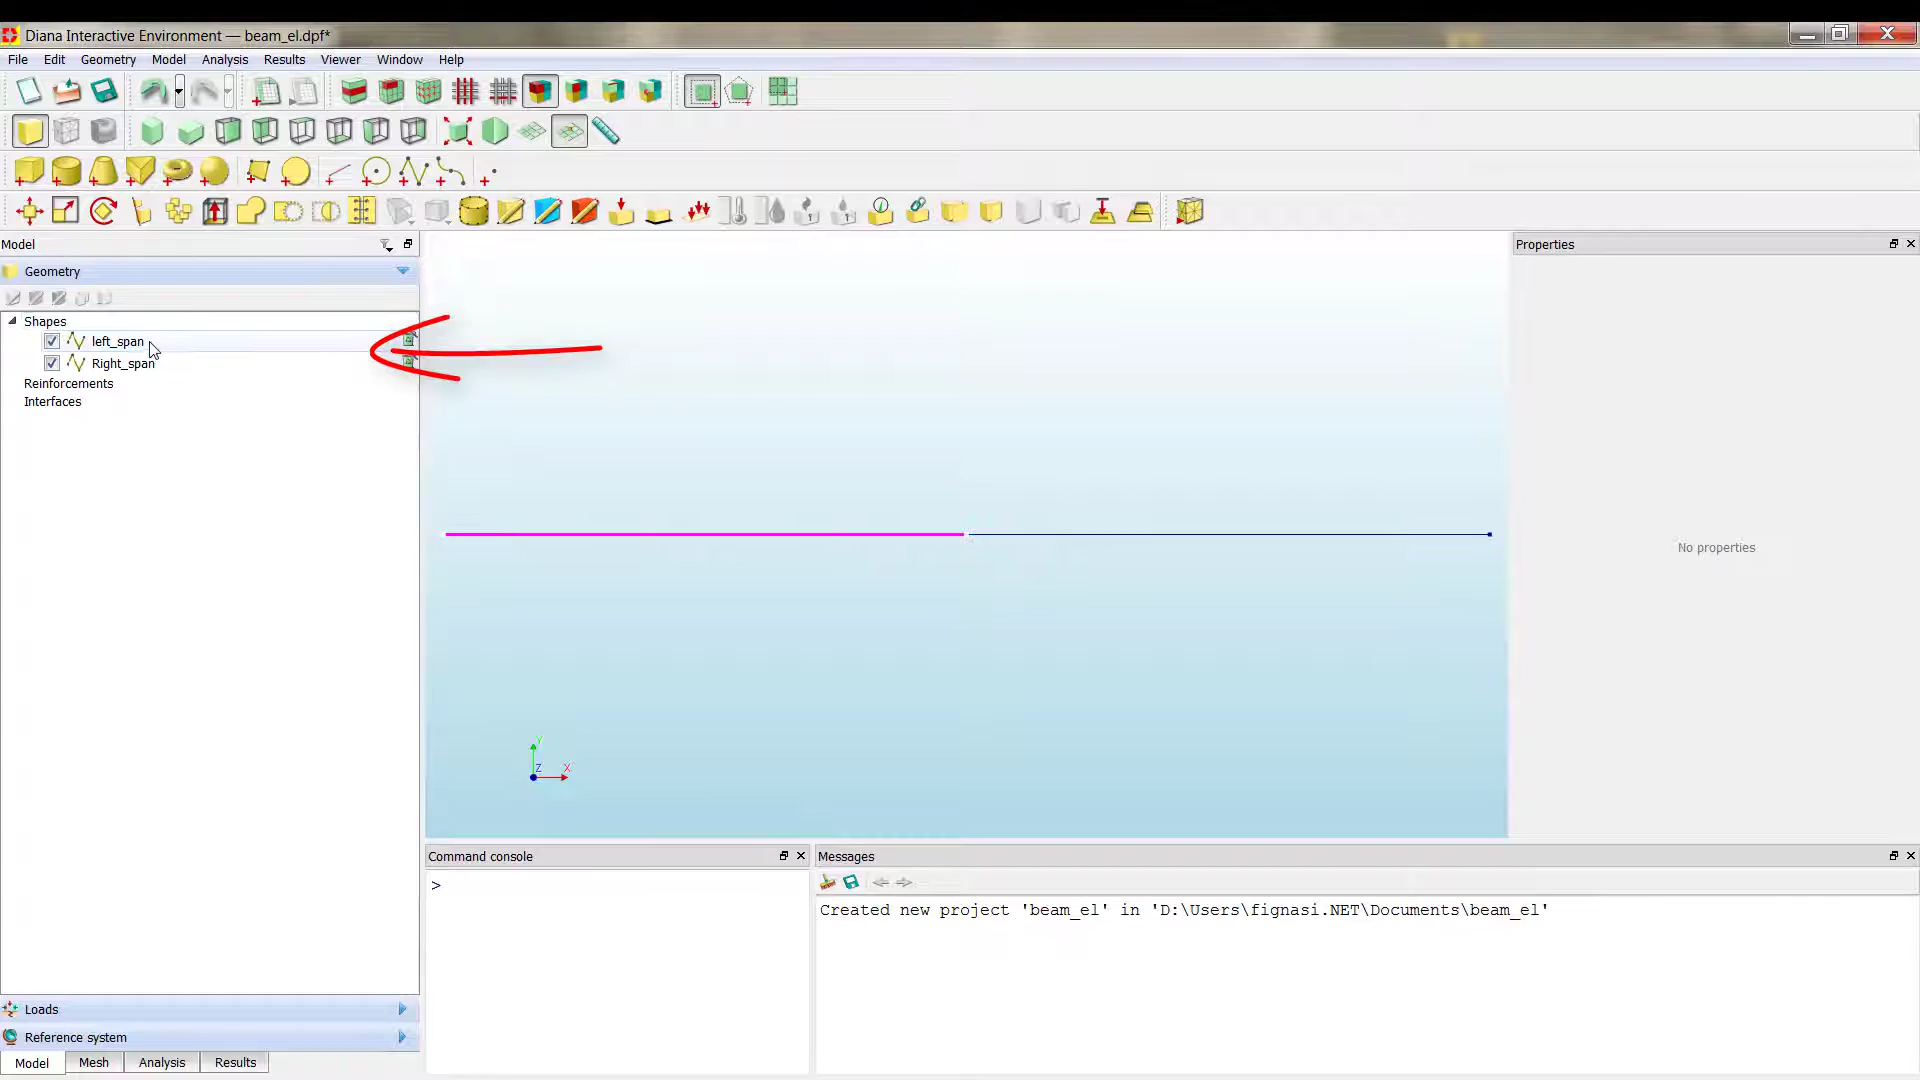 Diana Interactive Environment — beam_el.dpf*
File Edit Geometry Model Analysis Results Viewer Window Help
Model
Properties
Geometry
Shapes
left_span
Right_span
Reinforcements
Interfaces
No properties
Y
Z X
Command console
Messages
>
Created new project 'beam_el' in 'D:\Users\fignasi.NET\Documents\beam_el'
Loads
Reference system
Model Mesh Analysis Results